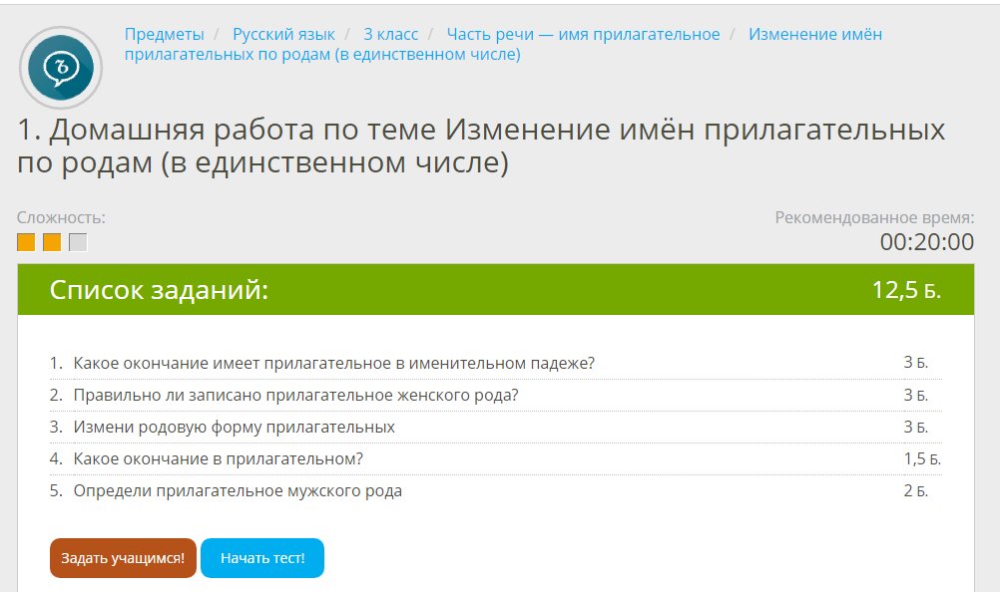 Предметы / Русский язык / 3 класс / Часть речи — имя прилагательное / Изменение имён
прилагательных по родам (в единственном числе)
Ъ
1. Домашняя работа по теме Изменение имён прилагательных
по родам (в единственном числе)
Сложность:
Рекомендованное время:
00:20:00
Список заданий: 12,5 Б.
1. Какое окончание имеет прилагательное в именительном падеже? 3 Б.
2. Правильно ли записано прилагательное женского рода? 3 Б.
3. Измени родовую форму прилагательных 3 Б.
4. Какое окончание в прилагательном? 1,5 Б.
5. Определи прилагательное мужского рода 2 Б.
Задать учащимся! Начать тест!